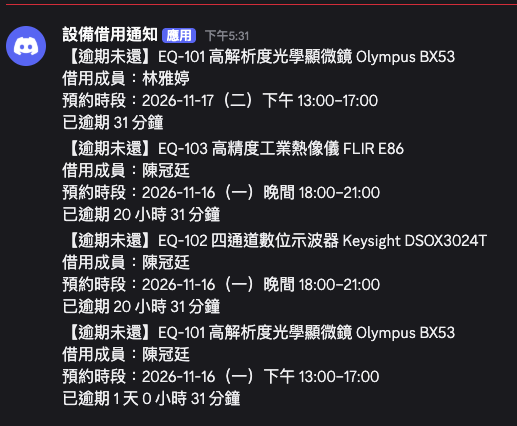 設備借用通知 應用 下午5:31
【逾期未還】EQ-101 高解析度光學顯微鏡 Olympus BX53
借用成員：林雅婷
預約時段：2026-11-17（二）下午 13:00–17:00
已逾期 31 分鐘
【逾期未還】EQ-103 高精度工業熱像儀 FLIR E86
借用成員：陳冠廷
預約時段：2026-11-16（一）晚間 18:00–21:00
已逾期 20 小時 31 分鐘
【逾期未還】EQ-102 四通道數位示波器 Keysight DSOX3024T
借用成員：陳冠廷
預約時段：2026-11-16（一）晚間 18:00–21:00
已逾期 20 小時 31 分鐘
【逾期未還】EQ-101 高解析度光學顯微鏡 Olympus BX53
借用成員：陳冠廷
預約時段：2026-11-16（一）下午 13:00–17:00
已逾期 1 天 0 小時 31 分鐘